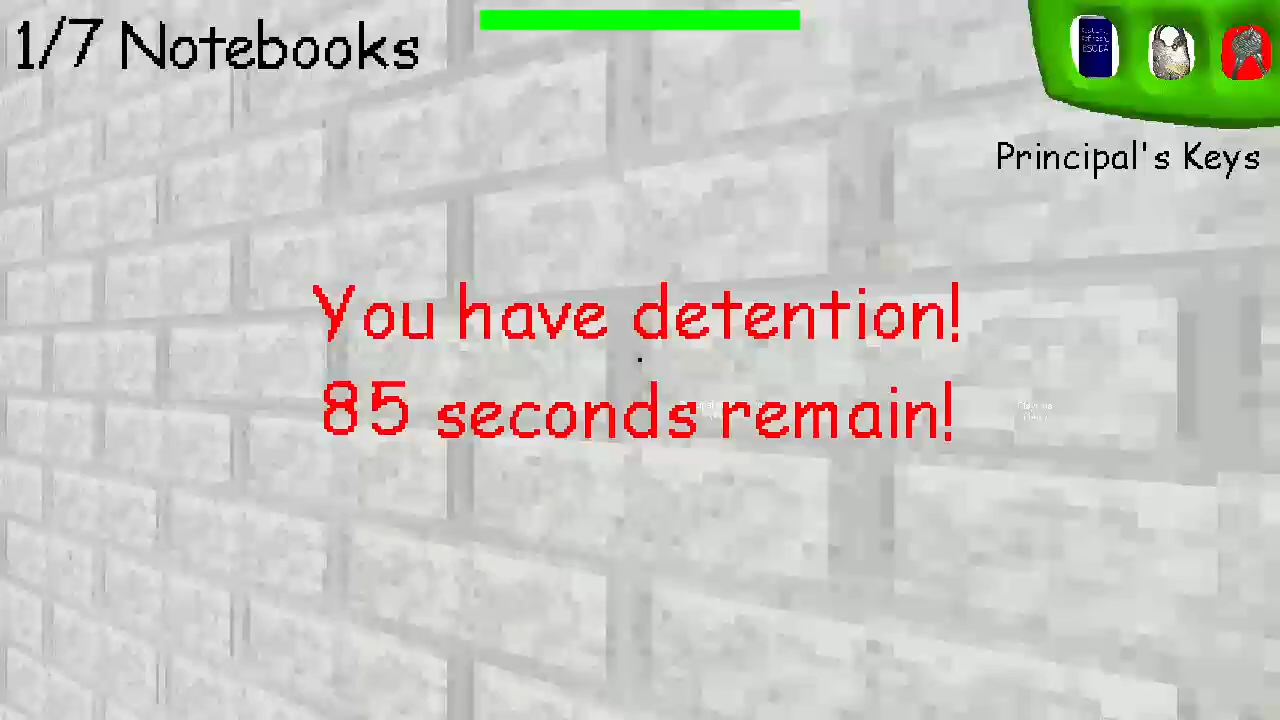 1/7 Notebooks
Principal's Keys
You have detention!
85 seconds remain!